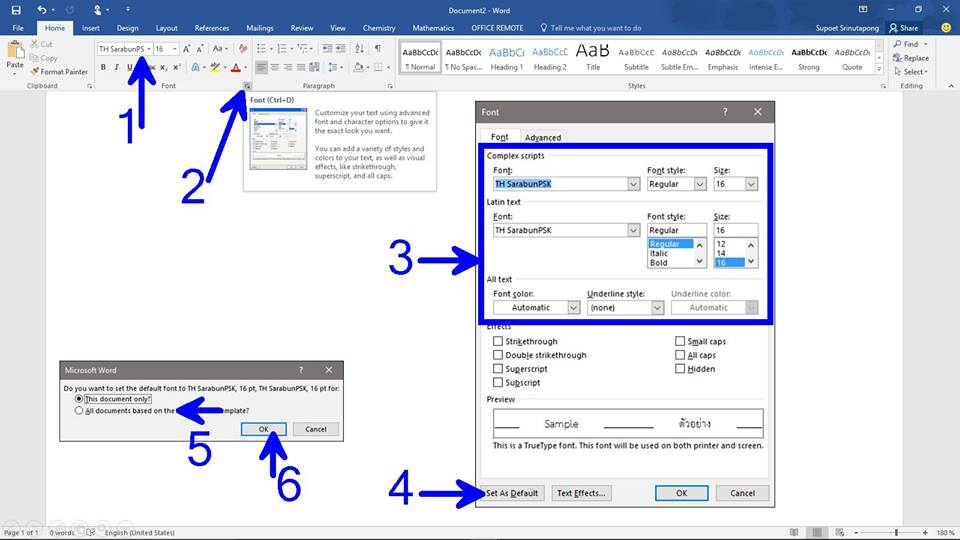 Document2 - Word
File Home Insert Design Layout References Mailings Review View Chemistry Mathematics OFFICE REMOTE Tell me what you want to do Supoet Srinutapong Share
Paste
Cut
Copy
Format Painter
Clipboard
TH SarabunPS 16
Font
Paragraph
AaBbCcDc AaBbCcDc AaBbCc AaBbCcD AaB AaBbCcD AaBbCcDc AaBbCcDc AaBbCcDc AaBbCcDc AaBbCcDc
¶ Normal ¶ No Spac... Heading 1 Heading 2 Title Subtitle Subtle Em... Emphasis Intense E... Strong Quote
Styles
Find
Replace
Select
Editing
1
2
Font (Ctrl+D)
Customize your text using advanced
font and character options to give it
the exact look you want.
You can add a variety of styles and
colors to your text, as well as visual
effects, like strikethrough,
superscript, and all caps.
3
Font
Font Advanced
Complex scripts
Font: Font style: Size:
TH SarabunPSK Regular 16
Latin text
Font: Font style: Size:
TH SarabunPSK Regular 16
Regular 12
Italic 14
Bold 16
All text
Font color: Underline style: Underline color:
Automatic (none) Automatic
Effects
Strikethrough Small caps
Double strikethrough All caps
Superscript Hidden
Subscript
Preview
Sample ตัวอย่าง
This is a TrueType font. This font will be used on both printer and screen.
4
Set As Default Text Effects... OK Cancel
Microsoft Word
Do you want to set the default font to TH SarabunPSK, 16 pt, TH SarabunPSK, 16 pt for:
This document only?
All documents based on the mplate?
OK Cancel
5
6
Page 1 of 1 0 words English (United States) 180 %